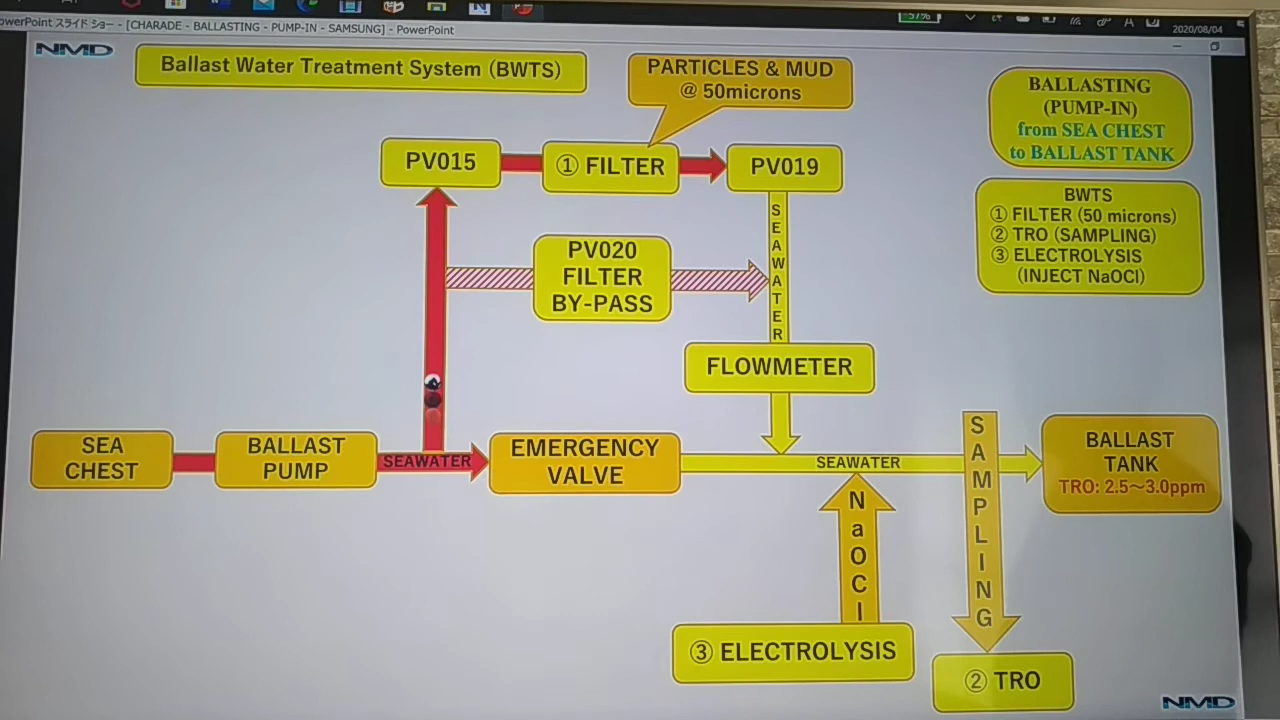 owerPoint スライド ショー - [CHARADE - BALLASTING - PUMP-IN - SAMSUNG] - PowerPoint
57%
2020/08/04
NMD
Ballast Water Treatment System (BWTS)
PARTICLES & MUD
@ 50microns
BALLASTING
(PUMP-IN)
from SEA CHEST
to BALLAST TANK
PV015
① FILTER
PV019
BWTS
① FILTER (50 microns)
② TRO (SAMPLING)
③ ELECTROLYSIS
(INJECT NaOCl)
SEAWATER
PV020
FILTER
BY-PASS
FLOWMETER
SEA
CHEST
BALLAST
PUMP
SEAWATER
EMERGENCY
VALVE
SEAWATER
SAMPLING
BALLAST
TANK
TRO: 2.5～3.0ppm
NaOCl
③ ELECTROLYSIS
② TRO
NMD